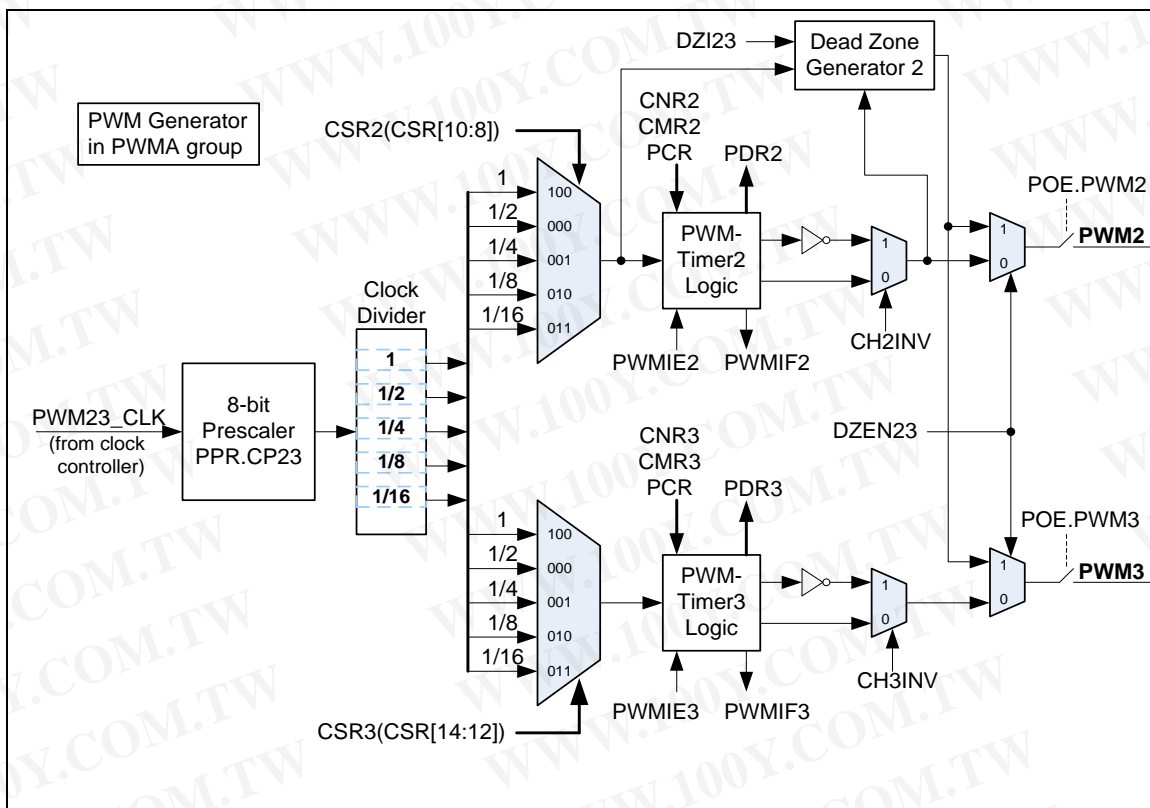 DZI23
Dead Zone
Generator 2
PWM Generator
in PWMA group
CSR2(CSR[10:8])
CNR2
CMR2
PCR
PDR2
POE.PWM2
PWM2
1
1/2
1/4
1/8
1/16
100
000
001
010
011
PWM-
Timer2
Logic
1
0
1
0
CH2INV
PWMIE2
PWMIF2
Clock
Divider
1
1/2
1/4
1/8
1/16
PWM23_CLK
(from clock
controller)
8-bit
Prescaler
PPR.CP23
DZEN23
CNR3
CMR3
PCR
PDR3
POE.PWM3
PWM3
1
1/2
1/4
1/8
1/16
100
000
001
010
011
PWM-
Timer3
Logic
1
0
1
0
CH3INV
PWMIE3
PWMIF3
CSR3(CSR[14:12])
WWW.100Y.COM.TW